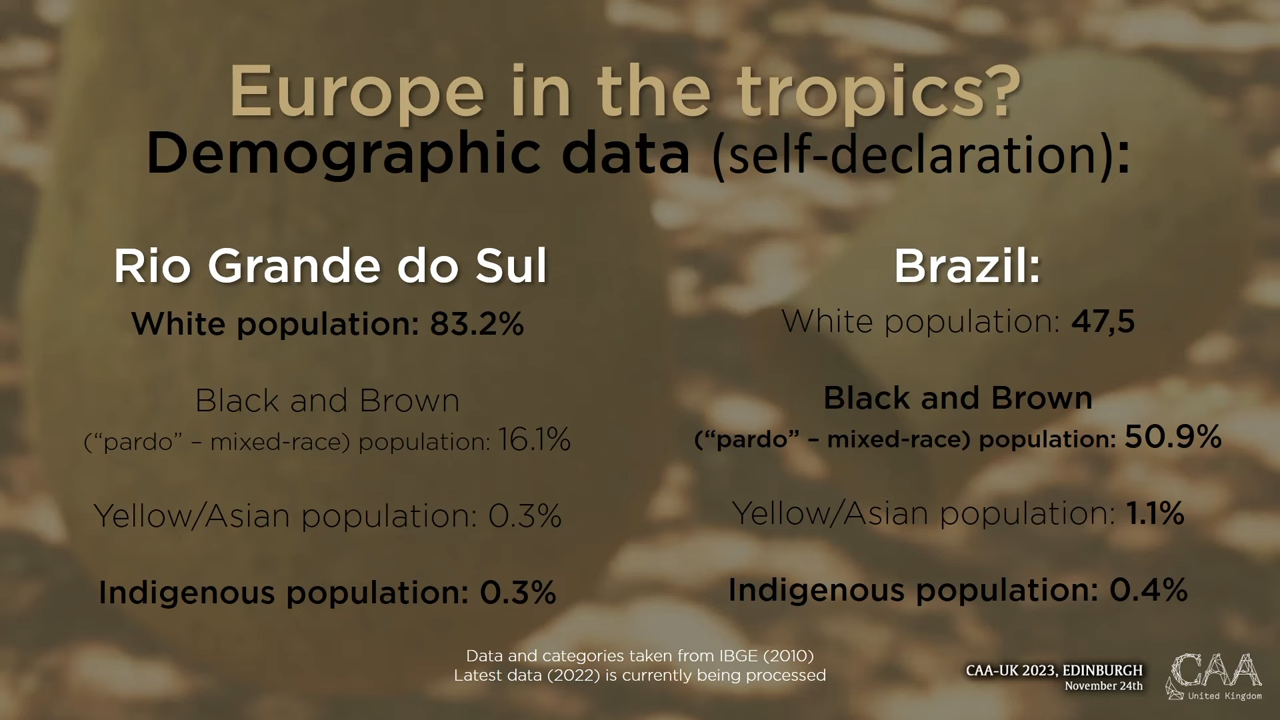 Europe in the tropics?
Demographic data (self-declaration):
Rio Grande do Sul
White population: 83.2%
Black and Brown
(“pardo” – mixed-race) population: 16.1%
Yellow/Asian population: 0.3%
Indigenous population: 0.3%
Brazil:
White population: 47,5
Black and Brown
(“pardo” – mixed-race) population: 50.9%
Yellow/Asian population: 1.1%
Indigenous population: 0.4%
Data and categories taken from IBGE (2010)
Latest data (2022) is currently being processed
CAA-UK 2023, EDINBURGH
November 24th
CAA
United Kingdom